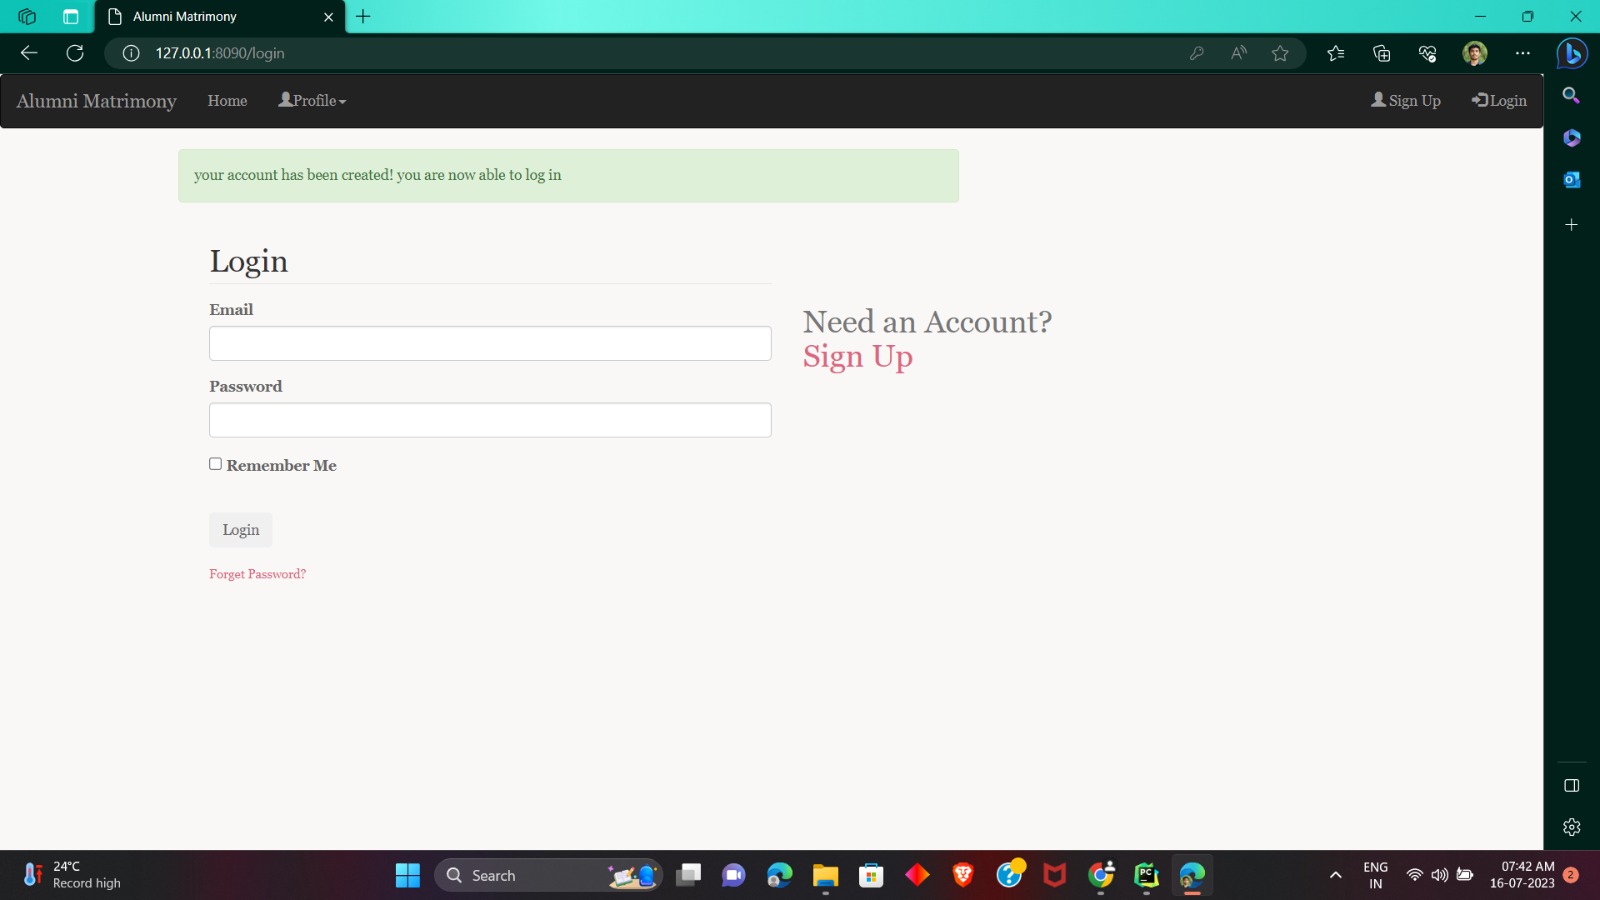 Alumni Matrimony
127.0.0.1:8090/login
Alumni Matrimony Home Profile Sign Up Login
your account has been created! you are now able to log in
Login
Email
Need an Account?
Sign Up
Password
Remember Me
Login
Forget Password?
24°C
Record high
Search
ENG
IN
07:42 AM
16-07-2023
2